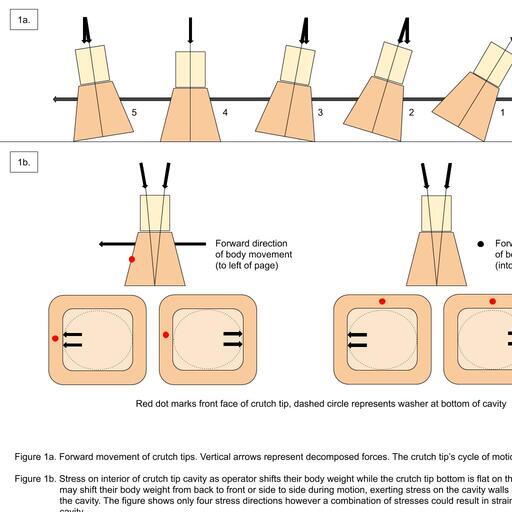 1a.
5
4
3
2
1
1b.
Forward direction
of body movement
(to left of page)
of
(into
Red dot marks front face of crutch tip, dashed circle represents washer at bottom of cavity
Figure 1a. Forward movement of crutch tips. Vertical arrows represent decomposed forces. The crutch tip's cycle of
Figure 1b. Stress on interior of crutch tip cavity as operator shifts their body weight while the crutch tip bottom is flat on
may shift their body weight from back to front or side to side during motion, exerting stress on the cavity walls
the cavity. The figure shows only four stress directions however a combination of stresses could result in
cavity.